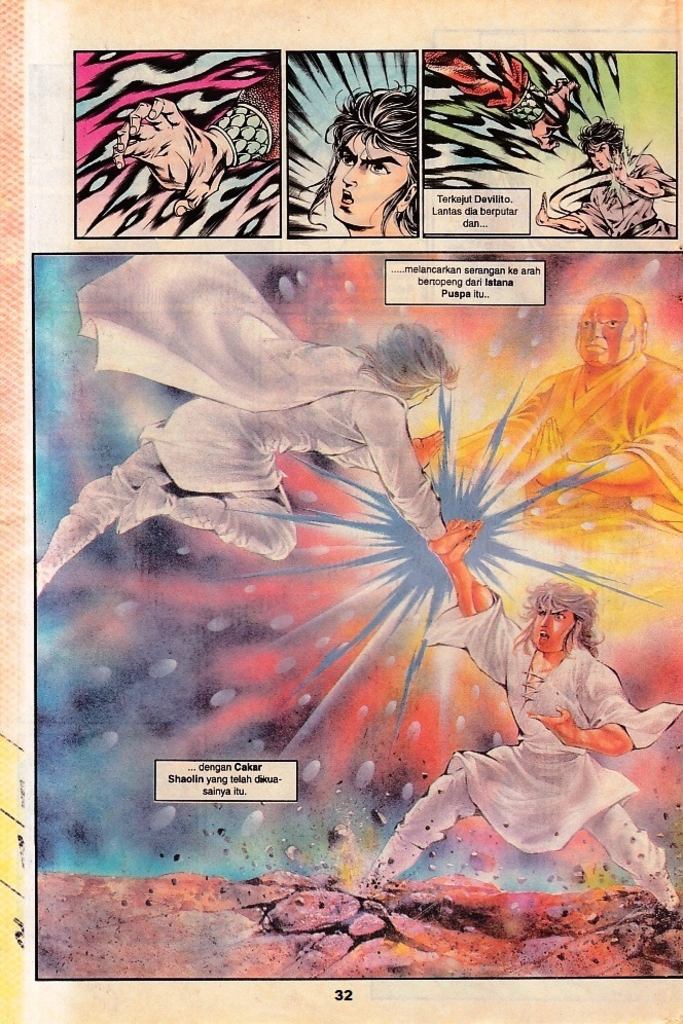 Terkejut Devilito.
Lantas dia berputar
dan...
.....melancarkan serangan ke arah
bertopeng dari Istana
Puspa itu..
... dengan Cakar
Shaolin yang telah dikua-
sainya itu.
32